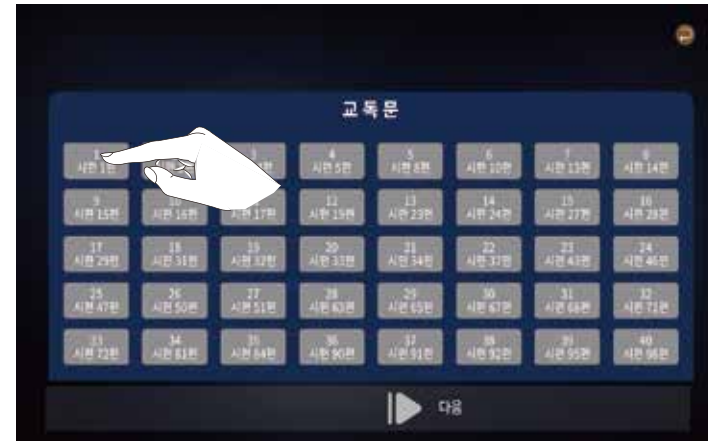 교독문
1
시편 1편
4
시편 5편
5
시편 8편
6
시편 10편
7
시편 13편
8
시편 14편
9
시편 15편
10
시편 16편
시편 17편
12
시편 19편
13
시편 23편
14
시편 24편
15
시편 27편
16
시편 28편
17
시편 29편
18
시편 31편
19
시편 32편
20
시편 33편
21
시편 34편
22
시편 37편
23
시편 43편
24
시편 46편
25
시편 47편
26
시편 50편
27
시편 51편
28
시편 63편
29
시편 65편
30
시편 67편
31
시편 68편
32
시편 71편
33
시편 72편
34
시편 81편
35
시편 84편
36
시편 90편
37
시편 91편
38
시편 92편
39
시편 95편
40
시편 96편
다음